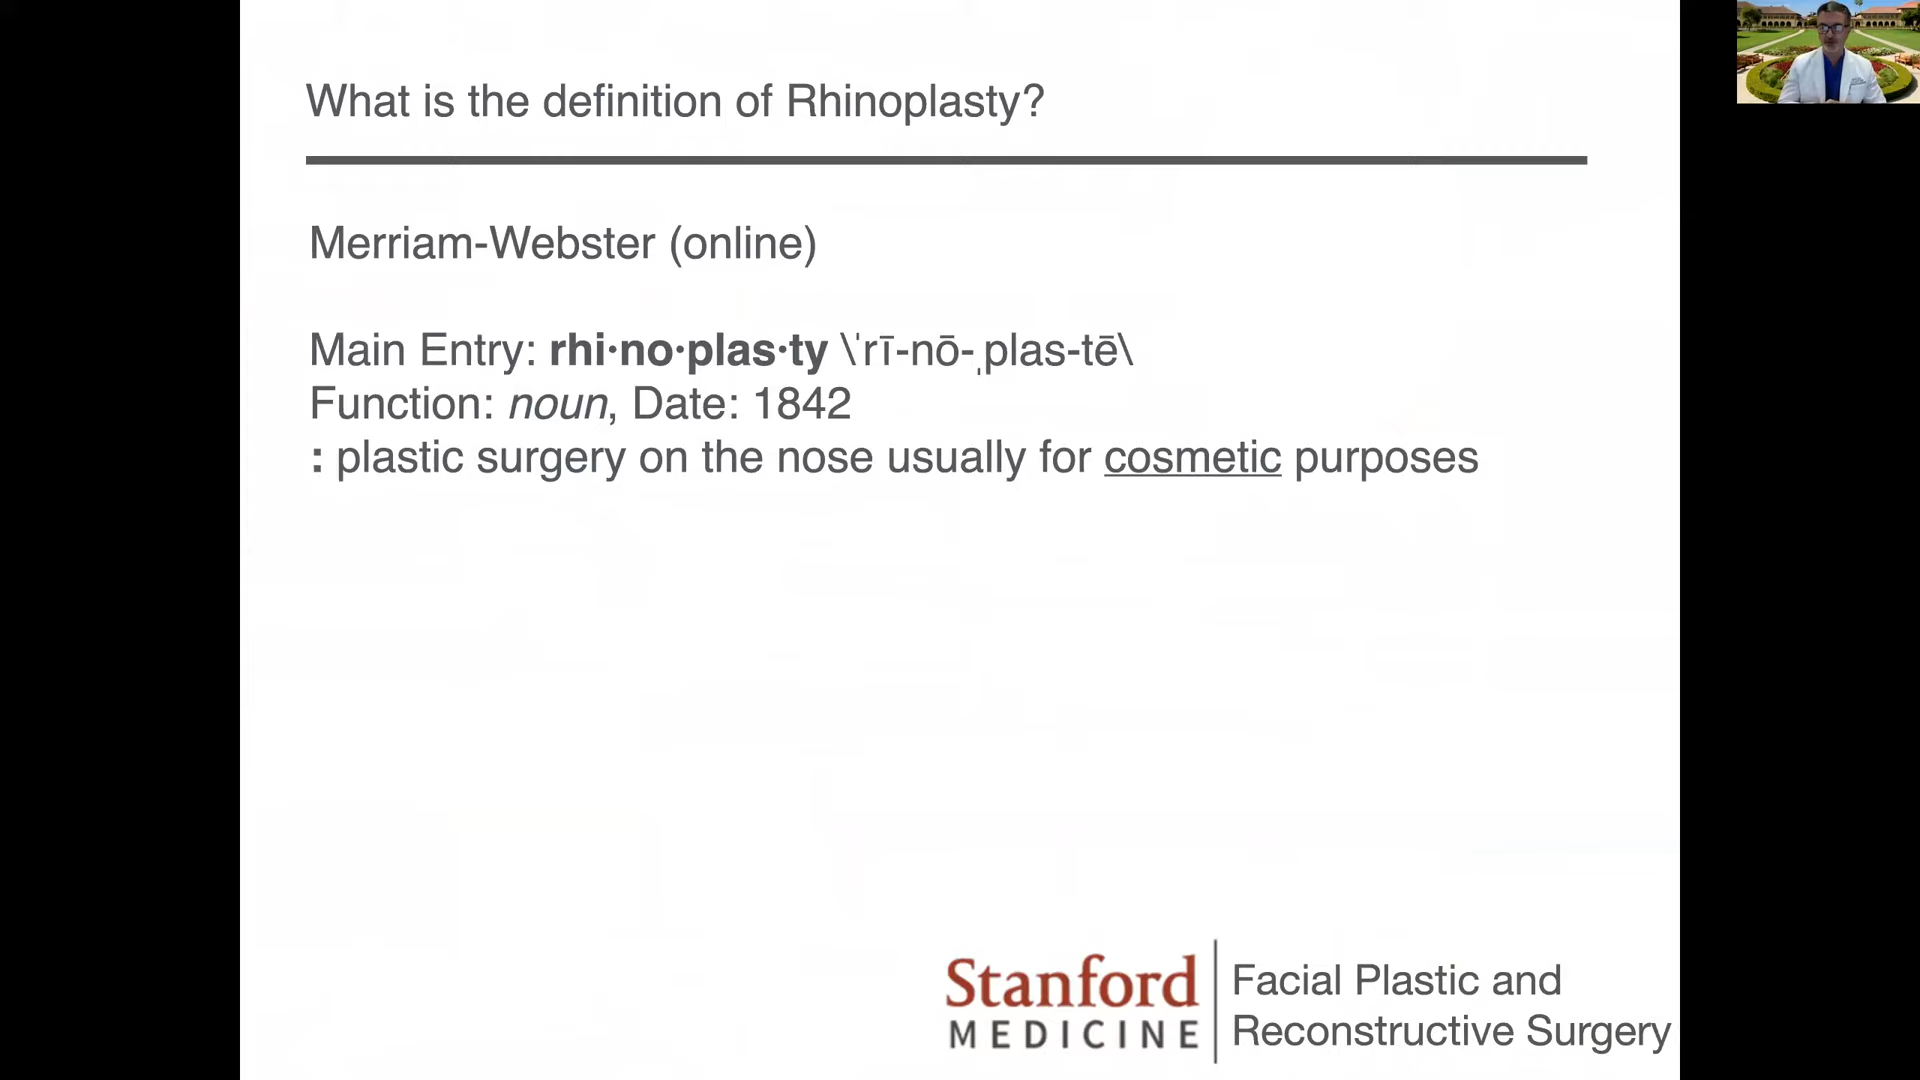 What is the definition of Rhinoplasty?
Merriam-Webster (online)
Main Entry: rhi·no·plas·ty \ˈrī-nō-ˌplas-tē\
Function: noun, Date: 1842
: plastic surgery on the nose usually for cosmetic purposes
Stanford
MEDICINE
Facial Plastic and
Reconstructive Surgery